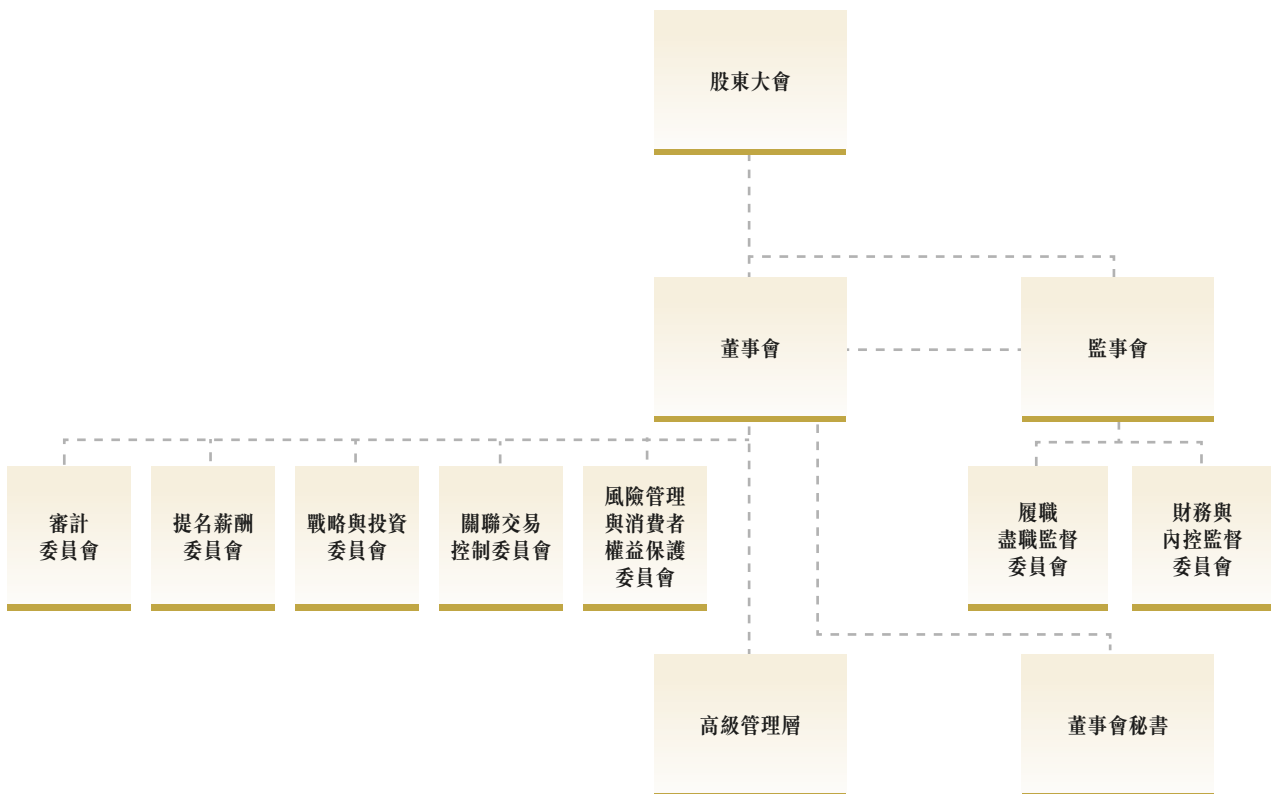 股東大會
董事會
監事會
審計
委員會
提名薪酬
委員會
戰略與投資
委員會
關聯交易
控制委員會
風險管理
與消費者
權益保護
委員會
履職
盡職監督
委員會
財務與
內控監督
委員會
高級管理層
董事會秘書